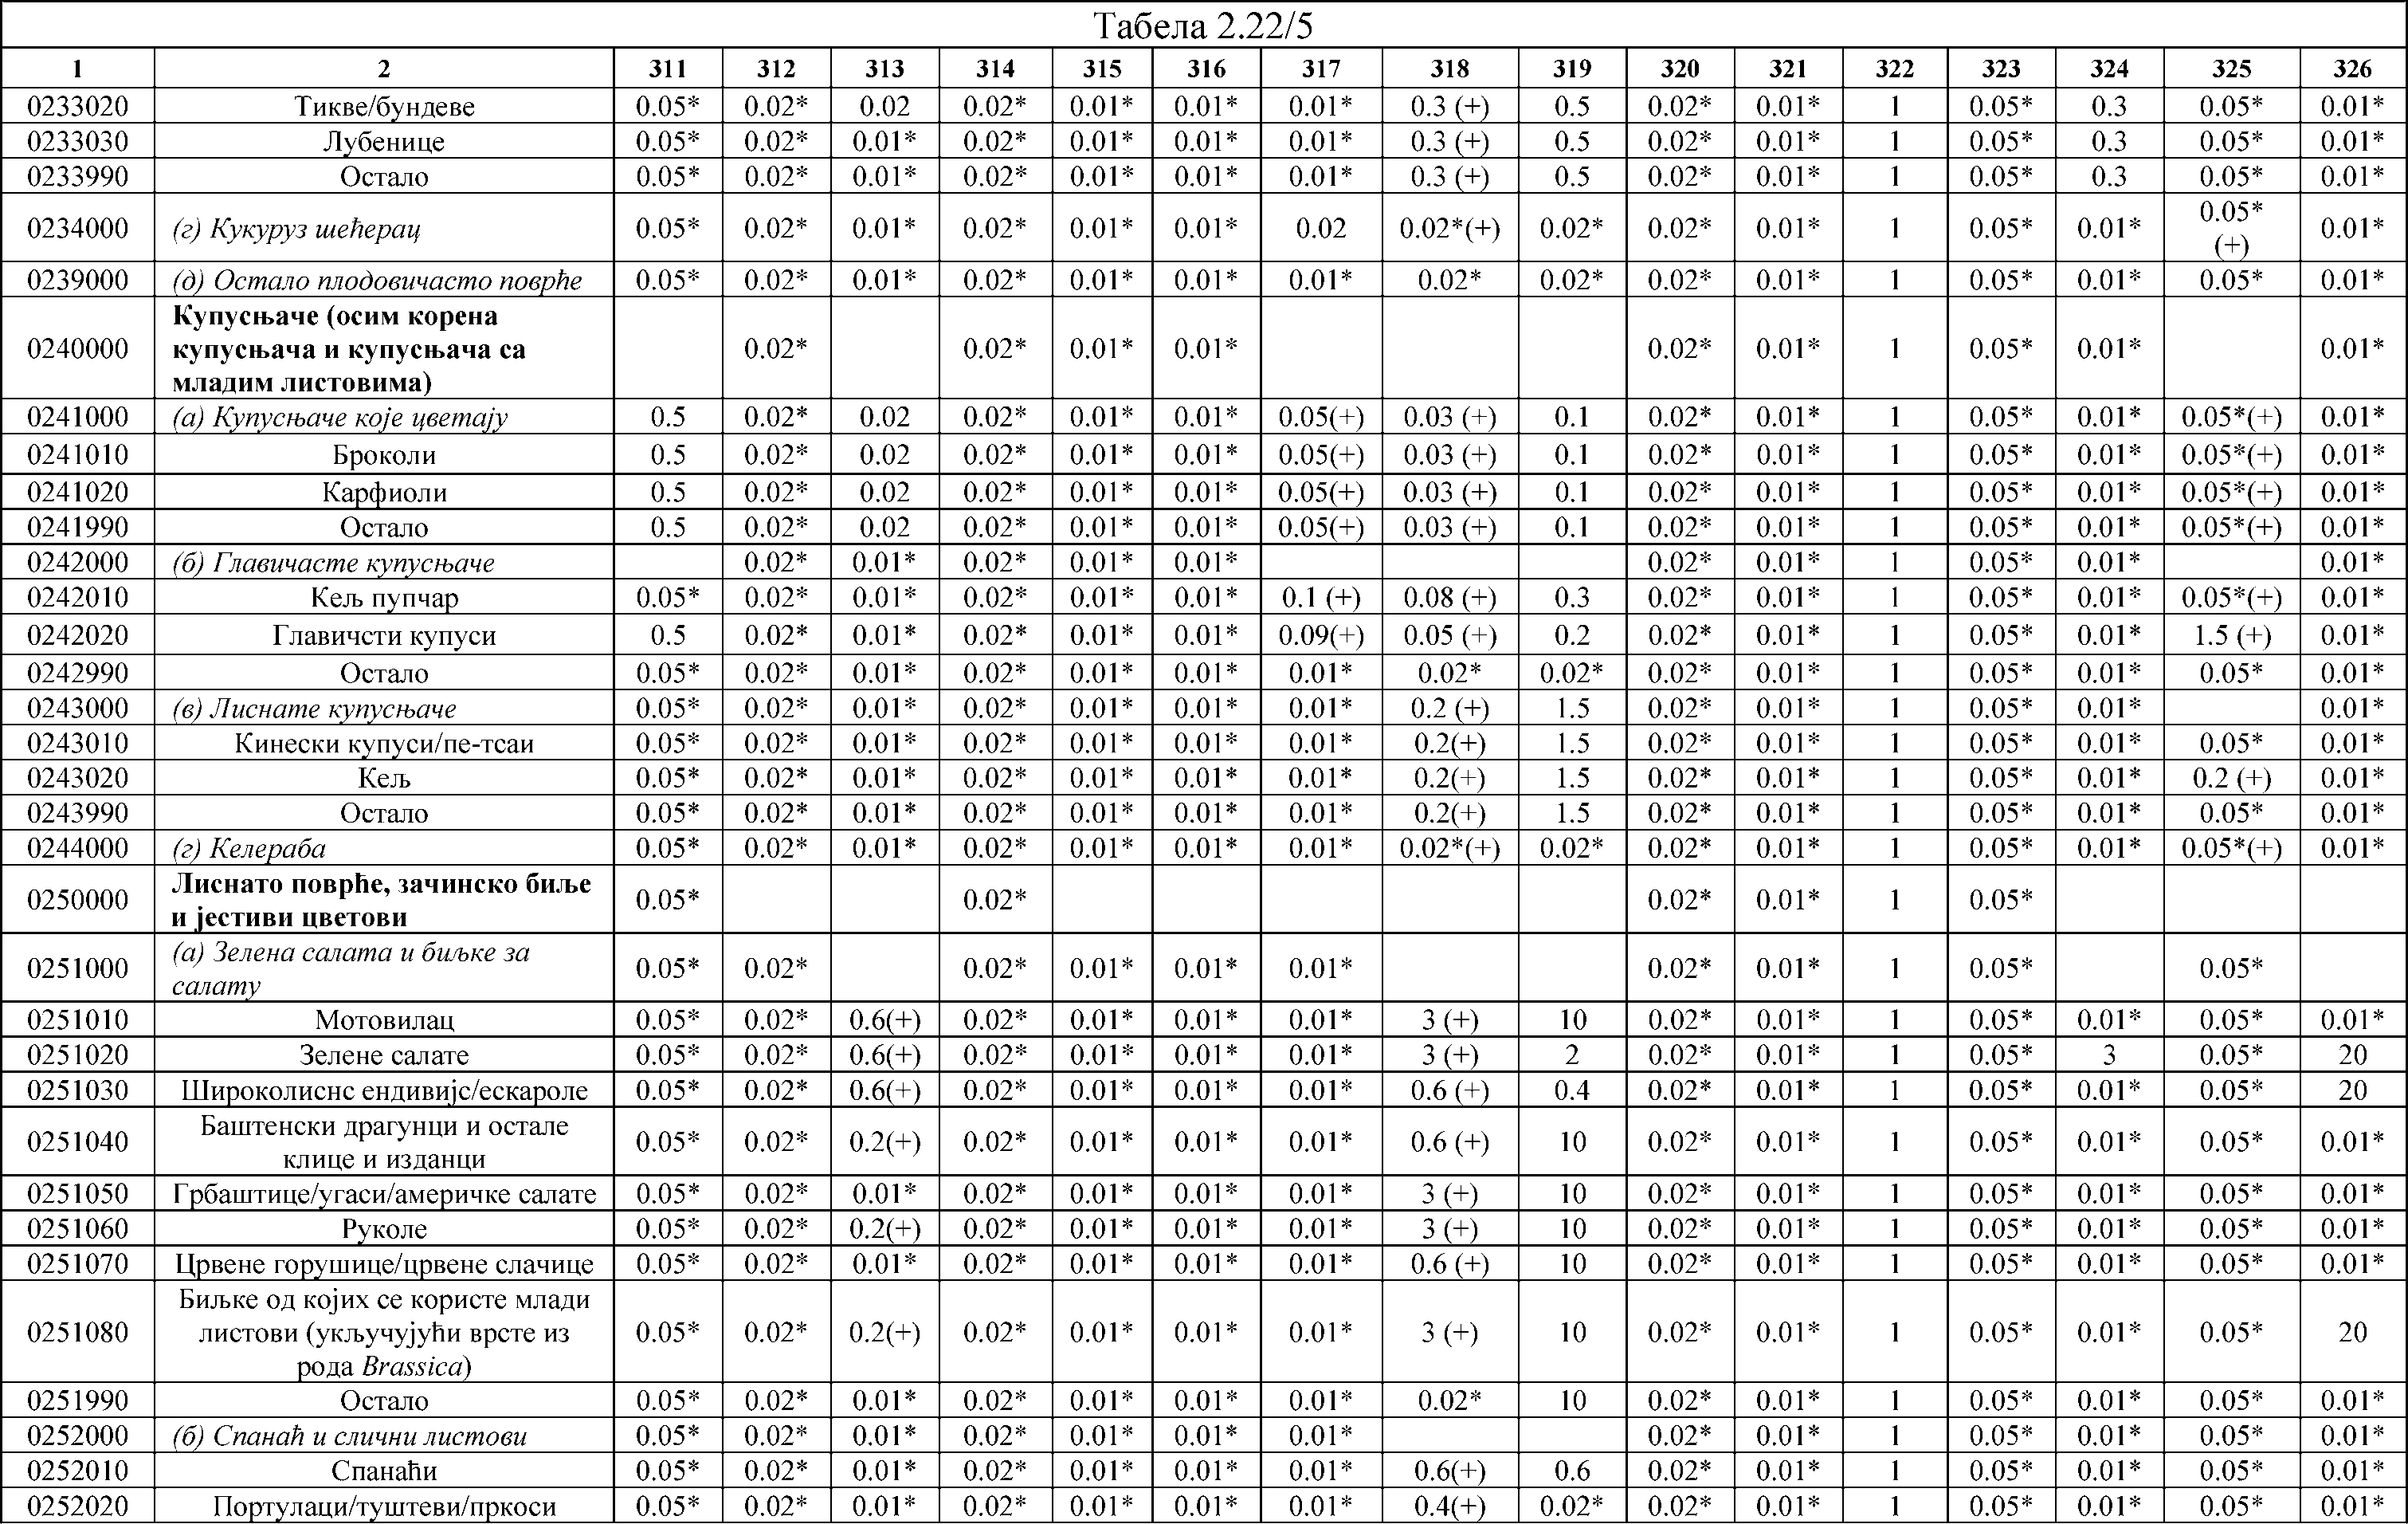 Табела 2.22/5
1 2 311 312 313 314 315 316 317 318 319 320 321 322 323 324 325 326
0233020 Тикве/бундеве 0.05* 0.02* 0.02 0.02* 0.01* 0.01* 0.01* 0.3 (+) 0.5 0.02* 0.01* 1 0.05* 0.3 0.05* 0.01*
0233030 Лубенице 0.05* 0.02* 0.01* 0.02* 0.01* 0.01* 0.01* 0.3 (+) 0.5 0.02* 0.01* 1 0.05* 0.3 0.05* 0.01*
0233990 Остало 0.05* 0.02* 0.01* 0.02* 0.01* 0.01* 0.01* 0.3 (+) 0.5 0.02* 0.01* 1 0.05* 0.3 0.05* 0.01*
0234000 (г) Кукуруз шећерац 0.05* 0.02* 0.01* 0.02* 0.01* 0.01* 0.02 0.02*(+) 0.02* 0.02* 0.01* 1 0.05* 0.01* 0.05*
(+) 0.01*
0239000 (д) Остало плодовичасто поврће 0.05* 0.02* 0.01* 0.02* 0.01* 0.01* 0.01* 0.02* 0.02* 0.02* 0.01* 1 0.05* 0.01* 0.05* 0.01*
Купусњаче (осим корена
0240000 купусњача и купусњача са 0.02* 0.02* 0.01* 0.01* 0.02* 0.01* 1 0.05* 0.01* 0.01*
младим листовима)
0241000 (а) Купусњаче које цветају 0.5 0.02* 0.02 0.02* 0.01* 0.01* 0.05(+) 0.03 (+) 0.1 0.02* 0.01* 1 0.05* 0.01* 0.05*(+) 0.01*
0241010 Броколи 0.5 0.02* 0.02 0.02* 0.01* 0.01* 0.05(+) 0.03 (+) 0.1 0.02* 0.01* 1 0.05* 0.01* 0.05*(+) 0.01*
0241020 Карфиоли 0.5 0.02* 0.02 0.02* 0.01* 0.01* 0.05(+) 0.03 (+) 0.1 0.02* 0.01* 1 0.05* 0.01* 0.05*(+) 0.01*
0241990 Остало 0.5 0.02* 0.02 0.02* 0.01* 0.01* 0.05(+) 0.03 (+) 0.1 0.02* 0.01* 1 0.05* 0.01* 0.05*(+) 0.01*
0242000 (б) Главичасте купусњаче 0.02* 0.01* 0.02* 0.01* 0.01* 0.02* 0.01* 1 0.05* 0.01* 0.01*
0242010 Кељ пупчар 0.05* 0.02* 0.01* 0.02* 0.01* 0.01* 0.1 (+) 0.08 (+) 0.3 0.02* 0.01* 1 0.05* 0.01* 0.05*(+) 0.01*
0242020 Главичсти купуси 0.5 0.02* 0.01* 0.02* 0.01* 0.01* 0.09(+) 0.05 (+) 0.2 0.02* 0.01* 1 0.05* 0.01* 1.5 (+) 0.01*
0242990 Остало 0.05* 0.02* 0.01* 0.02* 0.01* 0.01* 0.01* 0.02* 0.02* 0.02* 0.01* 1 0.05* 0.01* 0.05* 0.01*
0243000 (в) Лиснате купусњаче 0.05* 0.02* 0.01* 0.02* 0.01* 0.01* 0.01* 0.2 (+) 1.5 0.02* 0.01* 1 0.05* 0.01* 0.01*
0243010 Кинески купуси/пе-тсаи 0.05* 0.02* 0.01* 0.02* 0.01* 0.01* 0.01* 0.2(+) 1.5 0.02* 0.01* 1 0.05* 0.01* 0.05* 0.01*
0243020 Кељ 0.05* 0.02* 0.01* 0.02* 0.01* 0.01* 0.01* 0.2(+) 1.5 0.02* 0.01* 1 0.05* 0.01* 0.2 (+) 0.01*
0243990 Остало 0.05* 0.02* 0.01* 0.02* 0.01* 0.01* 0.01* 0.2(+) 1.5 0.02* 0.01* 1 0.05* 0.01* 0.05* 0.01*
0244000 (г) Келераба 0.05* 0.02* 0.01* 0.02* 0.01* 0.01* 0.01* 0.02*(+) 0.02* 0.02* 0.01* 1 0.05* 0.01* 0.05*(+) 0.01*
Лиснато поврће, зачинско биље
0250000 и јестиви цветови 0.05* 0.02* 0.02* 0.01* 1 0.05*
(а) Зелена салата и биљке за
0251000 салату 0.05* 0.02* 0.02* 0.01* 0.01* 0.01* 0.02* 0.01* 1 0.05* 0.05*
0251010 Мотовилац 0.05* 0.02* 0.6(+) 0.02* 0.01* 0.01* 0.01* 3 (+) 10 0.02* 0.01* 1 0.05* 0.01* 0.05* 0.01*
0251020 Зелене салате 0.05* 0.02* 0.6(+) 0.02* 0.01* 0.01* 0.01* 3 (+) 2 0.02* 0.01* 1 0.05* 3 0.05* 20
0251030 Широколиснс ендивијс/ескароле 0.05* 0.02* 0.6(+) 0.02* 0.01* 0.01* 0.01* 0.6 (+) 0.4 0.02* 0.01* 1 0.05* 0.01* 0.05* 20
Баштенски драгунци и остале
0251040 клице и изданци 0.05* 0.02* 0.2(+) 0.02* 0.01* 0.01* 0.01* 0.6 (+) 10 0.02* 0.01* 1 0.05* 0.01* 0.05* 0.01*
0251050 Грбаштице/угаси/америчке салате 0.05* 0.02* 0.01* 0.02* 0.01* 0.01* 0.01* 3 (+) 10 0.02* 0.01* 1 0.05* 0.01* 0.05* 0.01*
0251060 Руколе 0.05* 0.02* 0.2(+) 0.02* 0.01* 0.01* 0.01* 3 (+) 10 0.02* 0.01* 1 0.05* 0.01* 0.05* 0.01*
0251070 Црвене горушице/црвене слачице 0.05* 0.02* 0.01* 0.02* 0.01* 0.01* 0.01* 0.6 (+) 10 0.02* 0.01* 1 0.05* 0.01* 0.05* 0.01*
Биљке од којих се користе млади
0251080 листови (укључујући врсте из 0.05* 0.02* 0.2(+) 0.02* 0.01* 0.01* 0.01* 3 (+) 10 0.02* 0.01* 1 0.05* 0.01* 0.05* 20
рода Brassica)
0251990 Остало 0.05* 0.02* 0.01* 0.02* 0.01* 0.01* 0.01* 0.02* 10 0.02* 0.01* 1 0.05* 0.01* 0.05* 0.01*
0252000 (б) Спанаћ и слични листови 0.05* 0.02* 0.01* 0.02* 0.01* 0.01* 0.01* 0.02* 0.01* 1 0.05* 0.01* 0.05* 0.01*
0252010 Спанаћи 0.05* 0.02* 0.01* 0.02* 0.01* 0.01* 0.01* 0.6(+) 0.6 0.02* 0.01* 1 0.05* 0.01* 0.05* 0.01*
0252020 Портулаци/туштеви/пркоси 0.05* 0.02* 0.01* 0.02* 0.01* 0.01* 0.01* 0.4(+) 0.02* 0.02* 0.01* 1 0.05* 0.01* 0.05* 0.01*